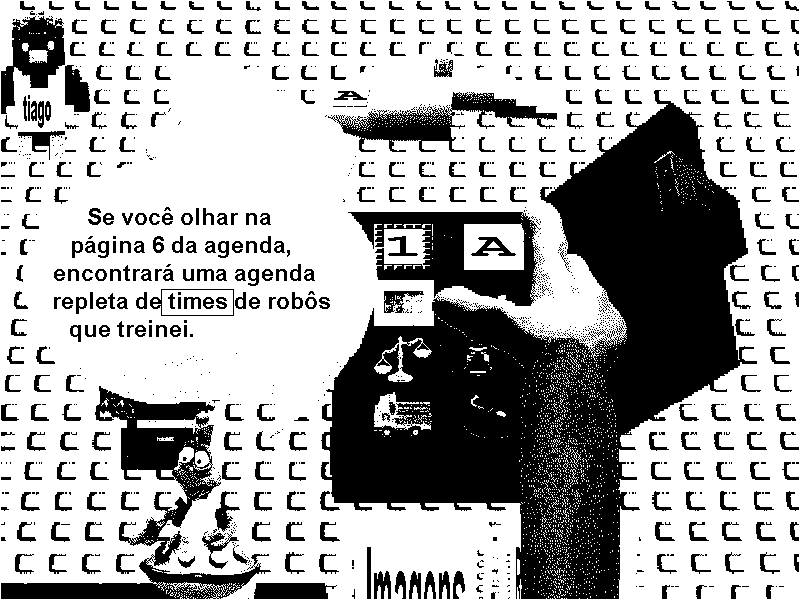 tiago
A
Se você olhar na
página 6 da agenda,
encontrará uma agenda
repleta de times de robôs
que treinei.
1 A
Imagens